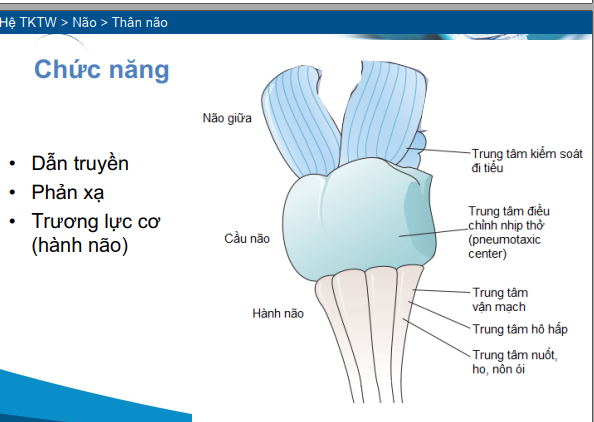 Hệ TKTW > Não > Thân não
Chức năng
• Dẫn truyền
• Phản xạ
• Trương lực cơ
(hành não)
Não giữa
Cầu não
Hành não
Trung tâm kiểm soát
đi tiểu
Trung tâm điều
chỉnh nhịp thở
(pneumotaxic
center)
Trung tâm
vận mạch
Trung tâm hô hấp
Trung tâm nuốt,
ho, nôn ói